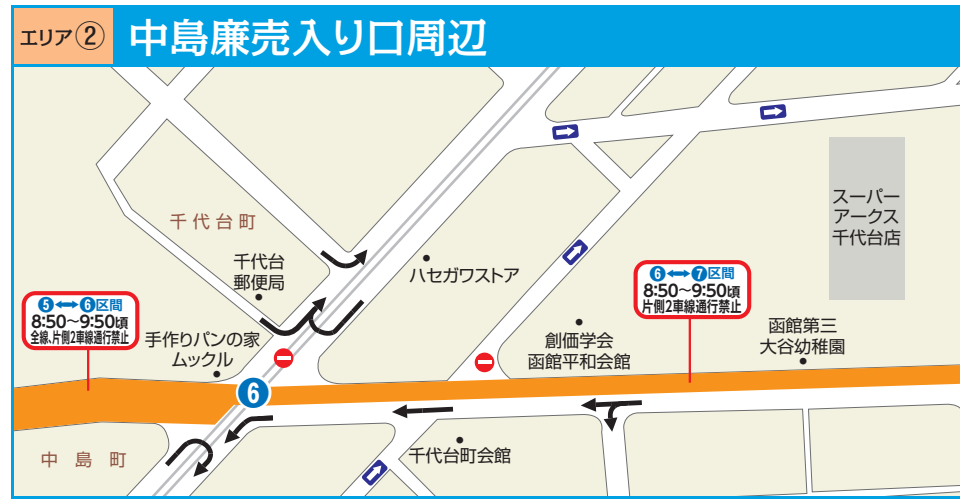 エリア②
中島廉売入り口周辺
スーパー
アークス
千代台店
千代台町
千代台
郵便局
ハセガワストア
⑥⟷⑦区間
8:50〜9:50頃
片側2車線通行禁止
⑤⟷⑥区間
8:50〜9:50頃
全線、片側2車線通行禁止
手作りパンの家
ムックル
創価学会
函館平和会館
函館第三
大谷幼稚園
6
中島町
千代台町会館